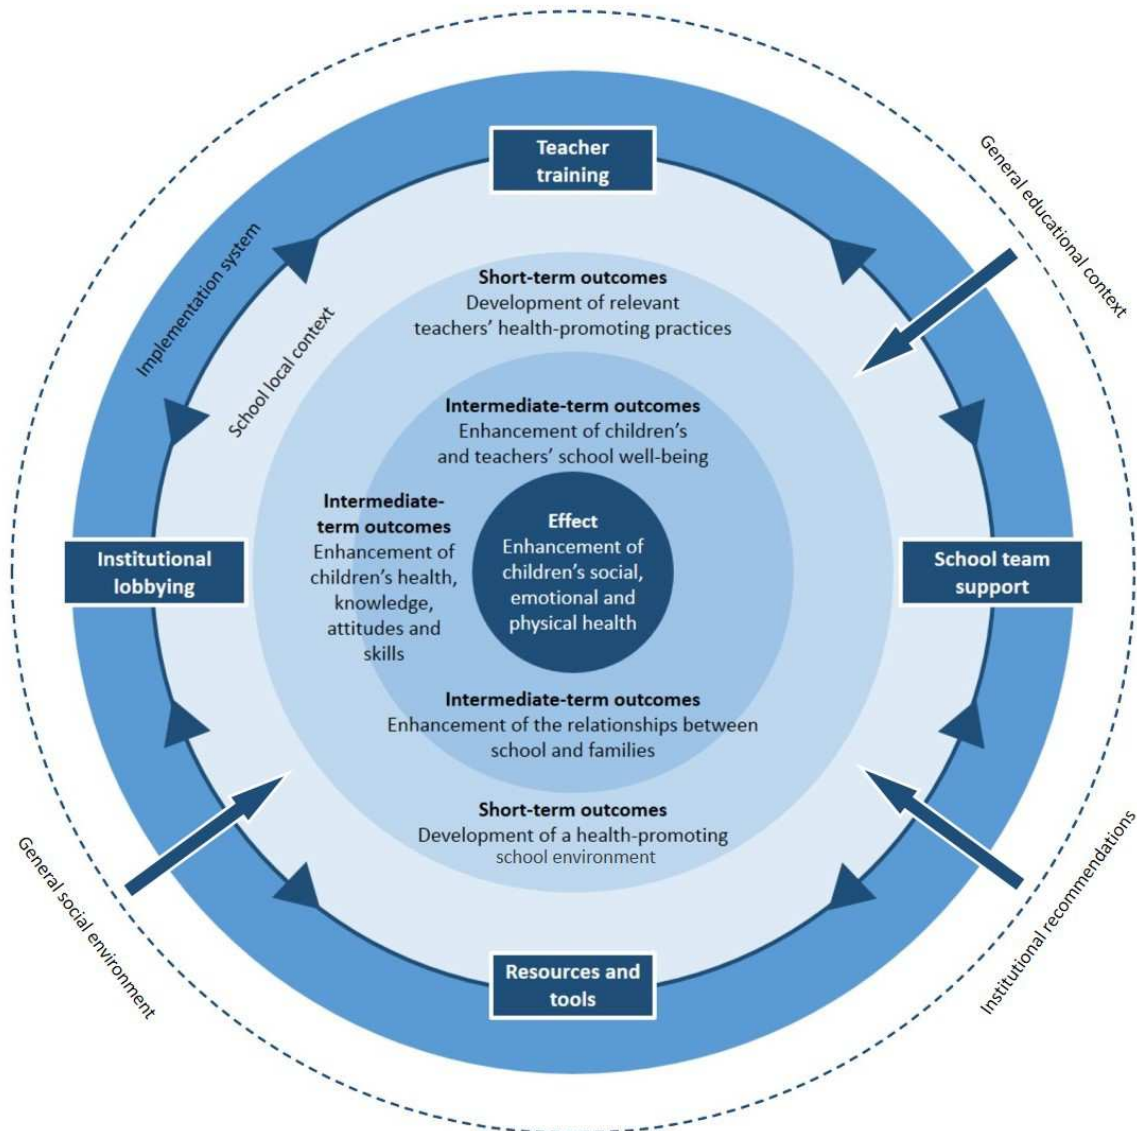 Teacher
training
General educational context
Implementation system
School local context
Short-term outcomes
Development of relevant
teachers’ health-promoting practices
Intermediate-term outcomes
Enhancement of children’s
and teachers’ school well-being
Intermediate-
term outcomes
Enhancement of
children’s health,
knowledge,
attitudes and
skills
Effect
Enhancement of
children’s social,
emotional and
physical health
Institutional
lobbying
School team
support
Intermediate-term outcomes
Enhancement of the relationships between
school and families
Short-term outcomes
Development of a health-promoting
school environment
General social environment
Institutional recommendations
Resources and
tools